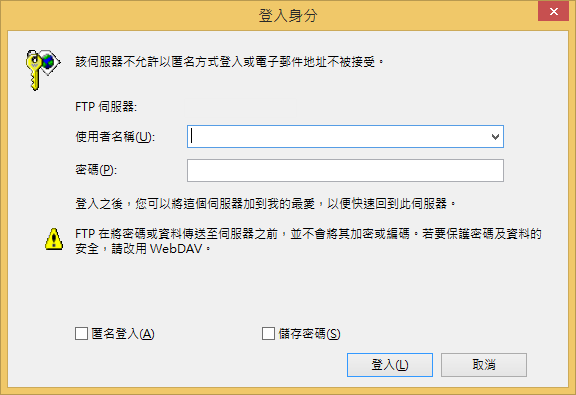 登入身分
該伺服器不允許以匿名方式登入或電子郵件地址不被接受。
FTP 伺服器:
使用者名稱(U):
密碼(P):
登入之後，您可以將這個伺服器加到我的最愛，以便快速回到此伺服器。
FTP 在將密碼或資料傳送至伺服器之前，並不會將其加密或編碼。若要保護密碼及資料的
安全，請改用 WebDAV。
匿名登入(A) 儲存密碼(S)
登入(L) 取消